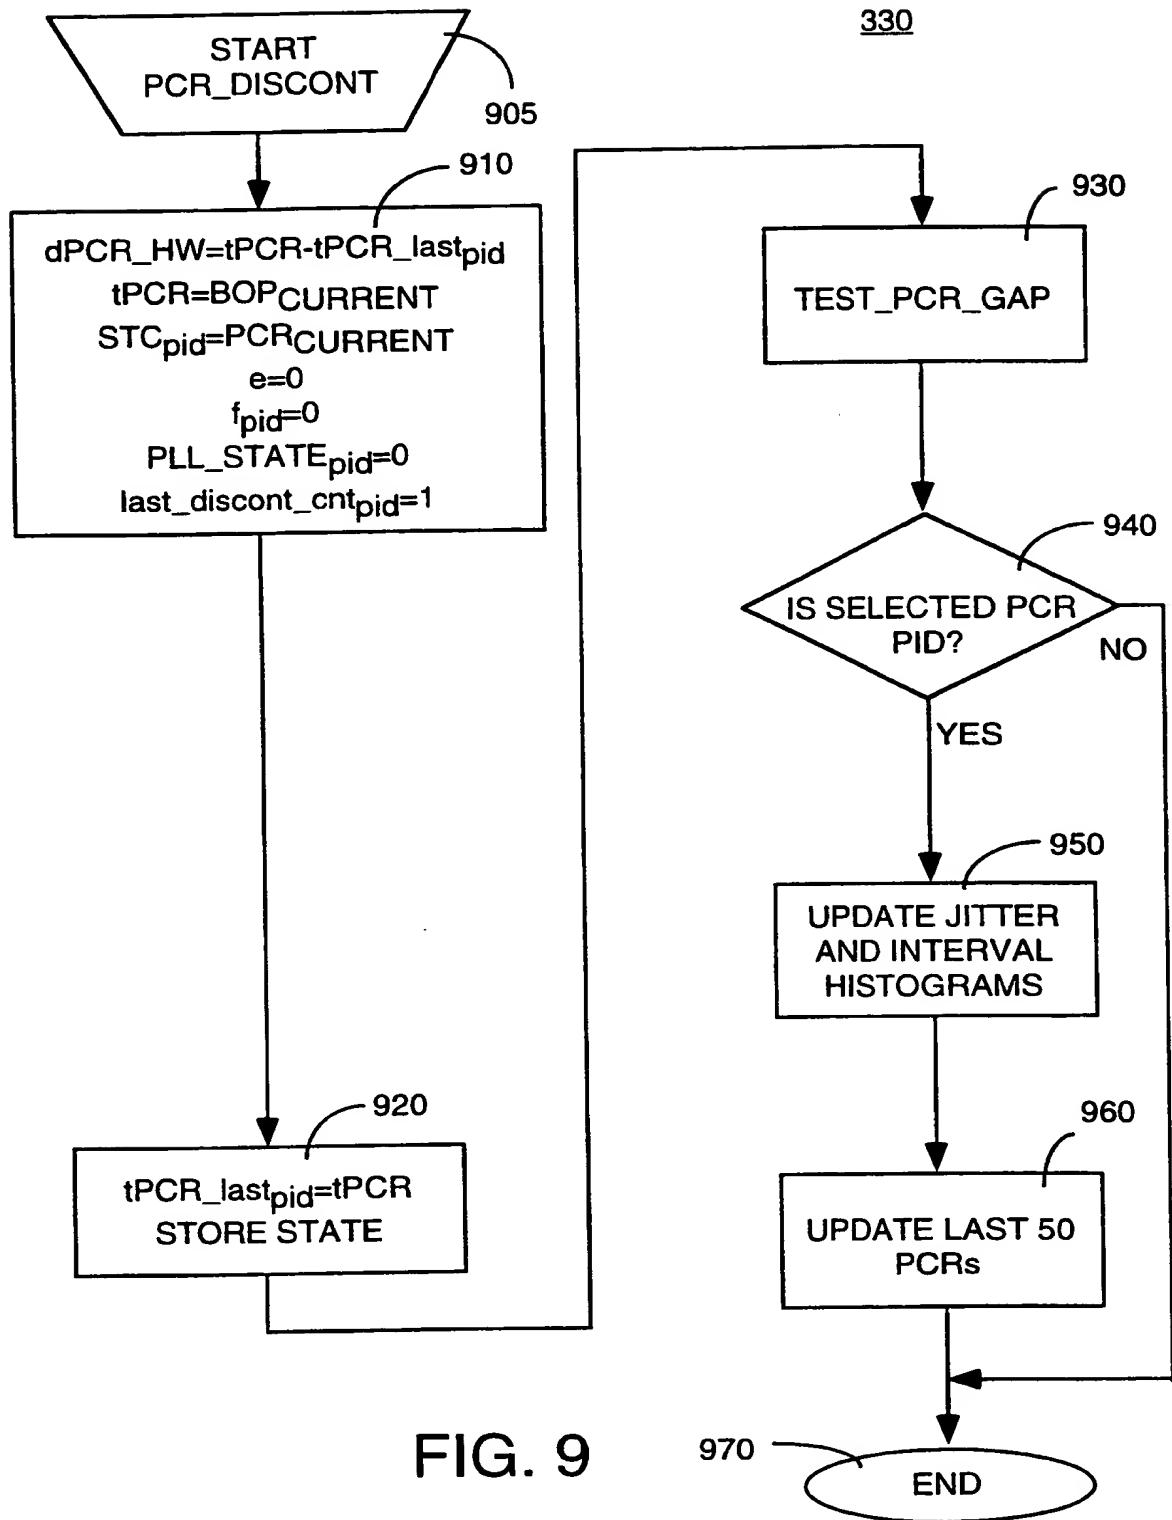 330
START
PCR_DISCONT
905
910
dPCR_HW=tPCR-tPCR_lastpid
tPCR=BOPCURRENT
STCpid=PCRCURRENT
e=0
fpid=0
PLL_STATEpid=0
last_discont_cntpid=1
920
tPCR_lastpid=tPCR
STORE STATE
930
TEST_PCR_GAP
940
IS SELECTED PCR
PID?
NO
YES
950
UPDATE JITTER
AND INTERVAL
HISTOGRAMS
960
UPDATE LAST 50
PCRs
970
END
FIG. 9